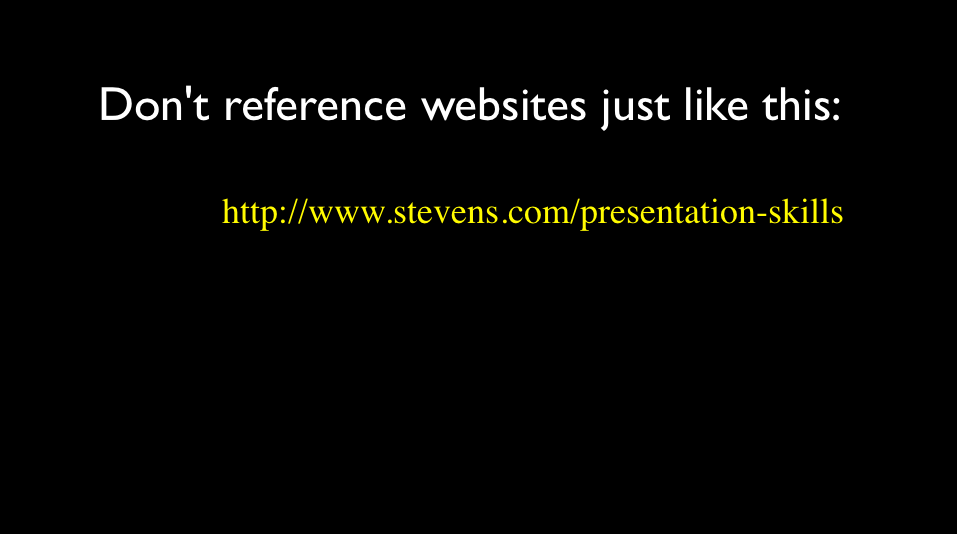 Don't reference websites just like this:
http://www.stevens.com/presentation-skills